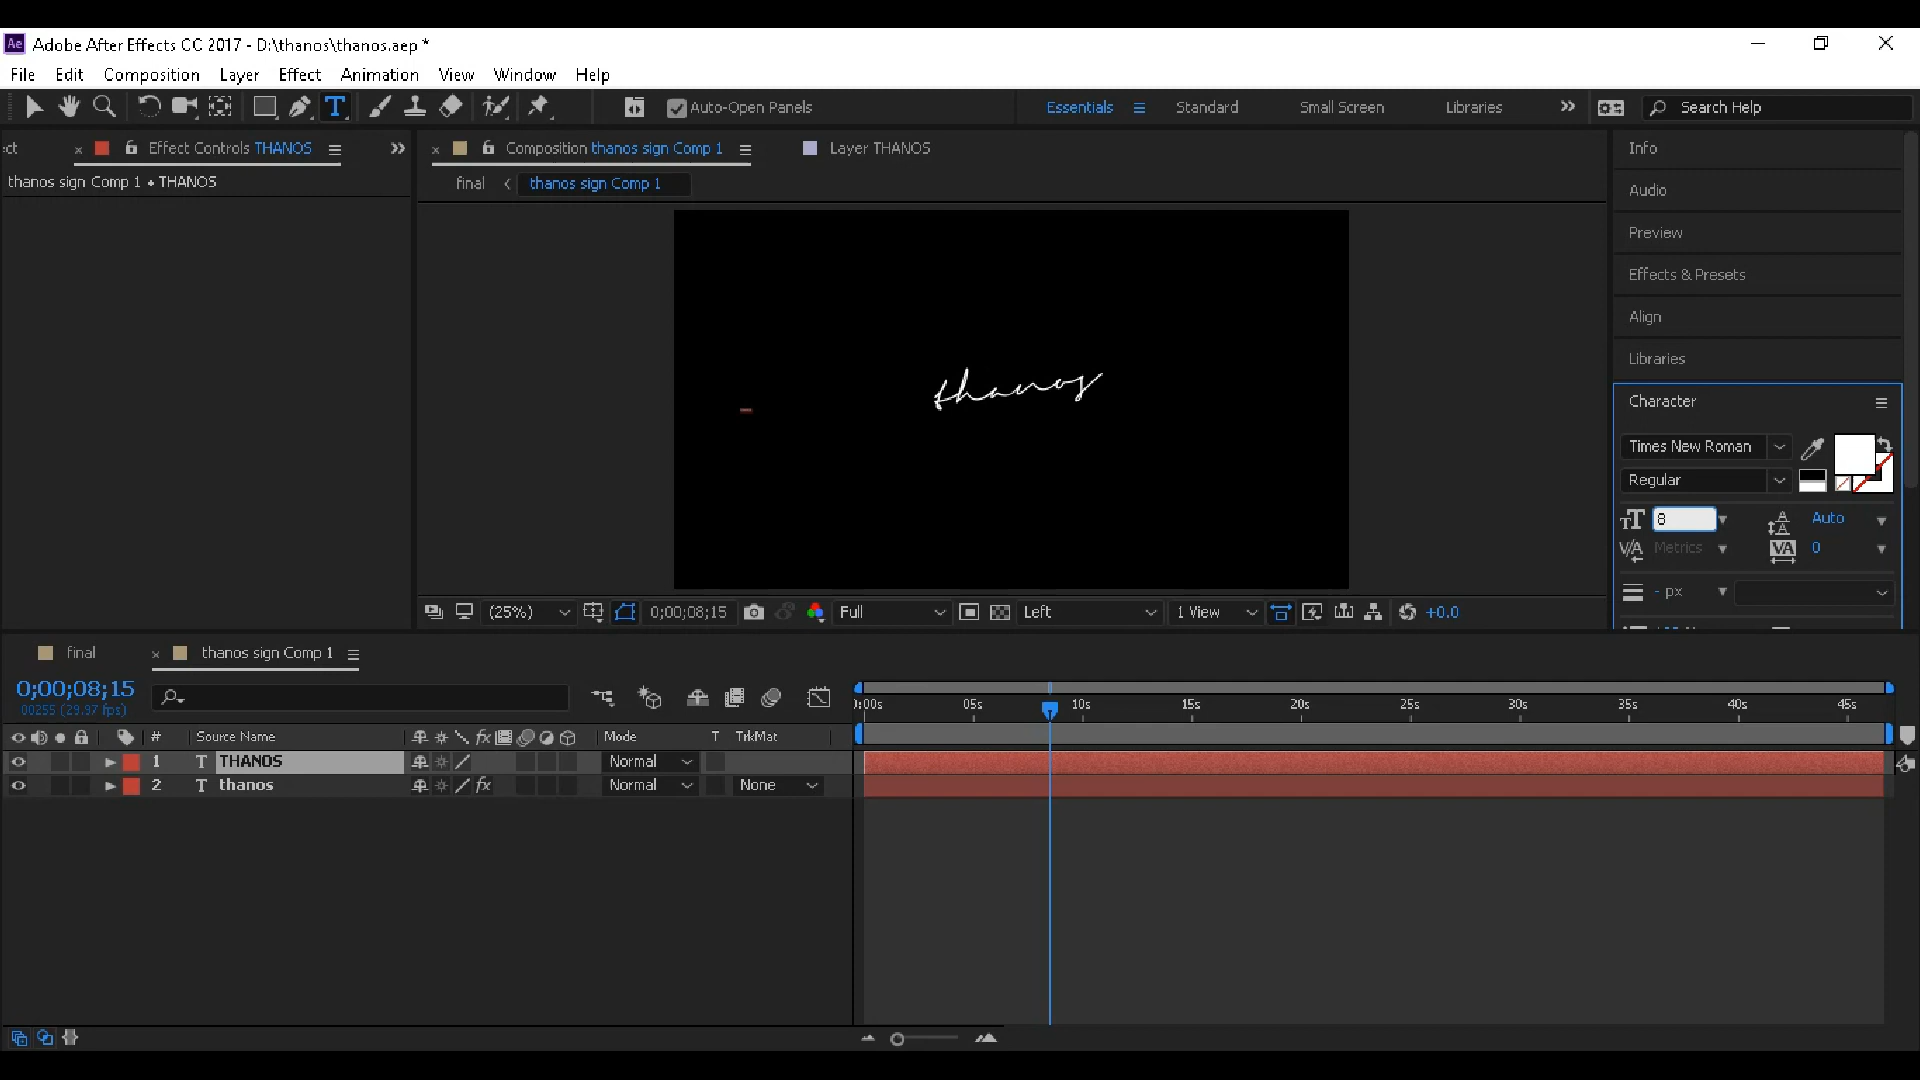 Ae Adobe After Effects CC 2017 - D:\thanos\thanos.aep *
File Edit Composition Layer Effect Animation View Window Help
T Auto-Open Panels Essentials Standard Small Screen Libraries Search Help
ct Effect Controls THANOS
thanos sign Comp 1 • THANOS
Composition thanos sign Comp 1 Layer THANOS
final thanos sign Comp 1
thanos
(25%) 0;00;08;15 Full Left 1 View +0.0
Info
Audio
Preview
Effects & Presets
Align
Libraries
Character
Times New Roman
Regular
8 Auto
Metrics 0
- px
final thanos sign Comp 1
0;00;08;15
00255 (29.97 fps)
):00s 05s 10s 15s 20s 25s 30s 35s 40s 45s
# Source Name fx Mode T TrkMat
1 T THANOS Normal
2 T thanos fx Normal None